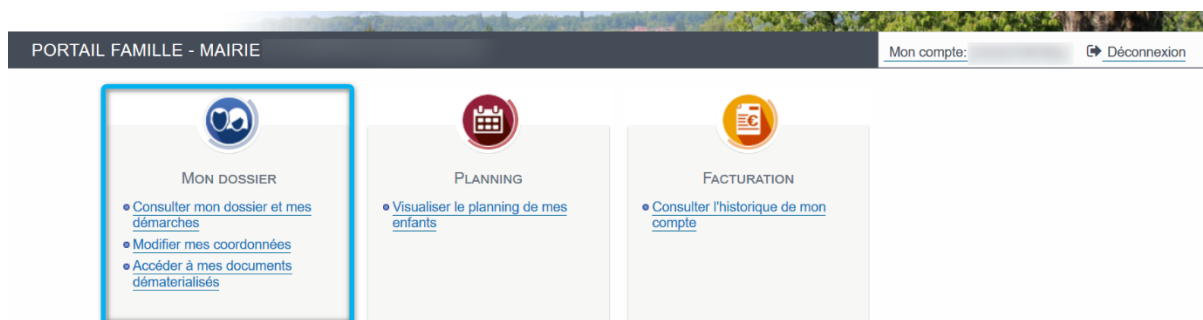 PORTAIL FAMILLE - MAIRIE
Mon compte:
Déconnexion
MON DOSSIER
Consulter mon dossier et mes
démarches
Modifier mes coordonnées
Accéder à mes documents
dématerialisés
PLANNING
Visualiser le planning de mes
enfants
FACTURATION
Consulter l'historique de mon
compte